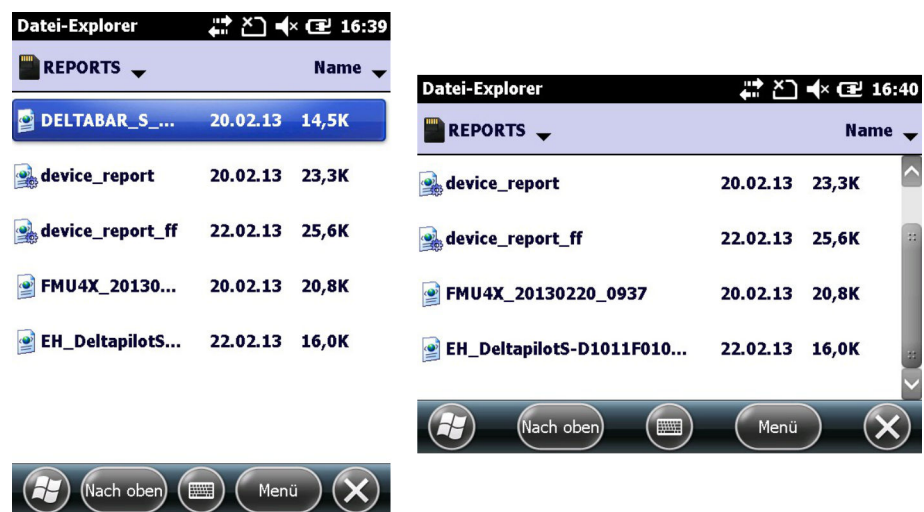 Datei-Explorer 16:39
REPORTS Name
DELTABAR_S_... 20.02.13 14,5K
device_report 20.02.13 23,3K
device_report_ff 22.02.13 25,6K
FMU4X_20130... 20.02.13 20,8K
EH_DeltapilotS... 22.02.13 16,0K
Nach oben Menü
Datei-Explorer 16:40
REPORTS Name
device_report 20.02.13 23,3K
device_report_ff 22.02.13 25,6K
FMU4X_20130220_0937 20.02.13 20,8K
EH_DeltapilotS-D1011F010... 22.02.13 16,0K
Nach oben Menü